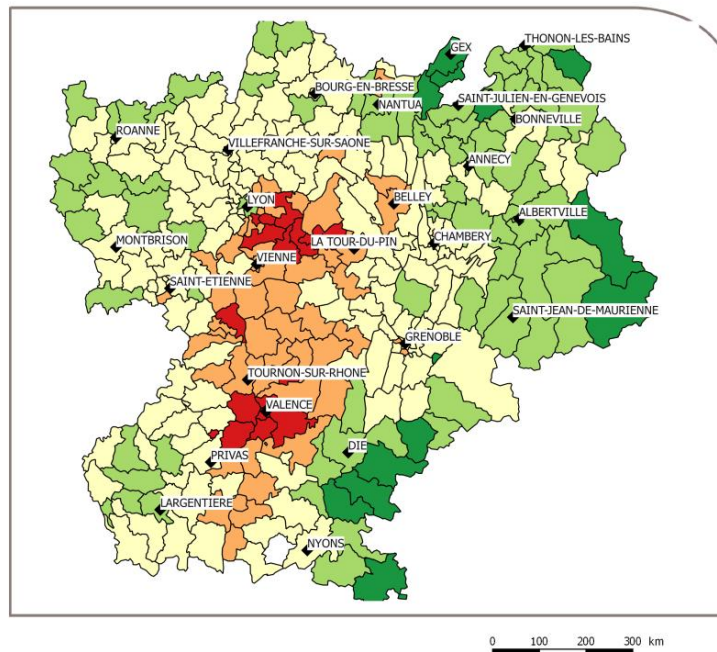 THONON-LES-BAINS
GEX
BOURG-EN-BRESSE
NANTUA
SAINT-JULIEN-EN-GENEVOIS
BONNEVILLE
ROANNE
VILLEFRANCHE-SUR-SAONE
ANNECY
LYON
BELLEY
ALBERTVILLE
MONTBRISON
LA TOUR-DU-PIN
CHAMBERY
VIENNE
SAINT-ETIENNE
SAINT-JEAN-DE-MAURIENNE
GRENOBLE
TOURNON-SUR-RHONE
VALENCE
DIE
PRIVAS
LARGENTIERE
NYONS
0 100 200 300 km